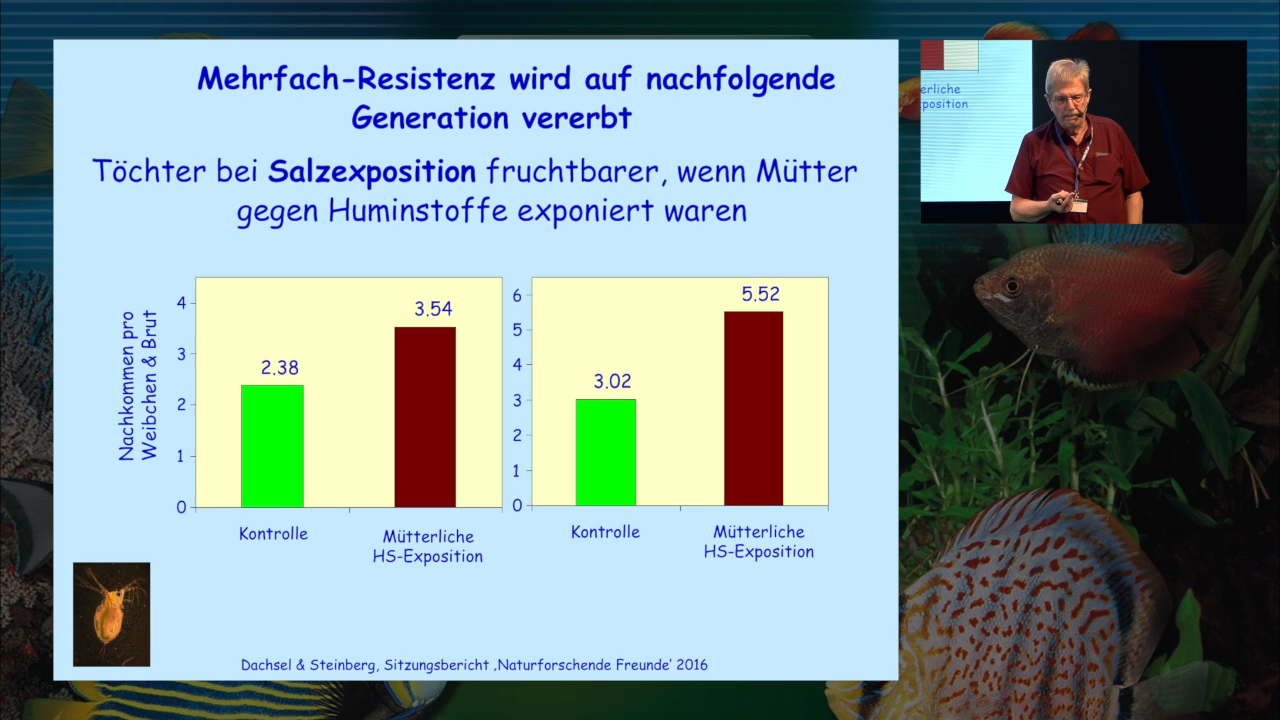 Mehrfach-Resistenz wird auf nachfolgende
Generation vererbt
Töchter bei Salzexposition fruchtbarer, wenn Mütter
gegen Huminstoffe exponiert waren
Nachkommen pro
Weibchen & Brut
4
3
2
1
0
2.38
3.54
Kontrolle
Mütterliche
HS-Exposition
6
5
4
3
2
1
0
3.02
5.52
Kontrolle
Mütterliche
HS-Exposition
Dachsel & Steinberg, Sitzungsbericht ‚Naturforschende Freunde' 2016
erliche
position